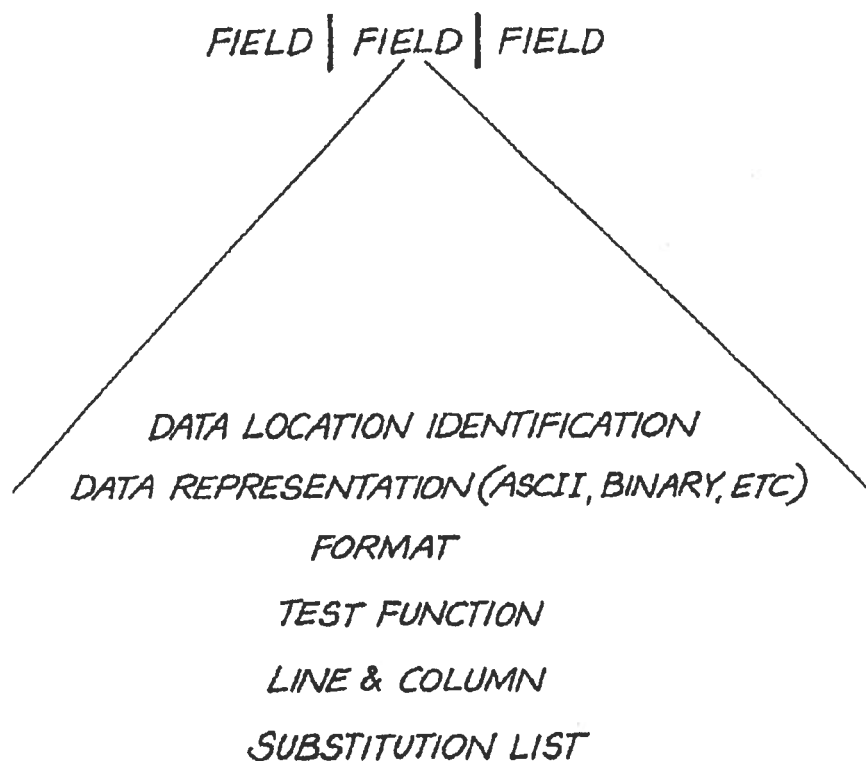 FIELD | FIELD | FIELD
DATA LOCATION IDENTIFICATION
DATA REPRESENTATION (ASCII, BINARY, ETC)
FORMAT
TEST FUNCTION
LINE & COLUMN
SUBSTITUTION LIST